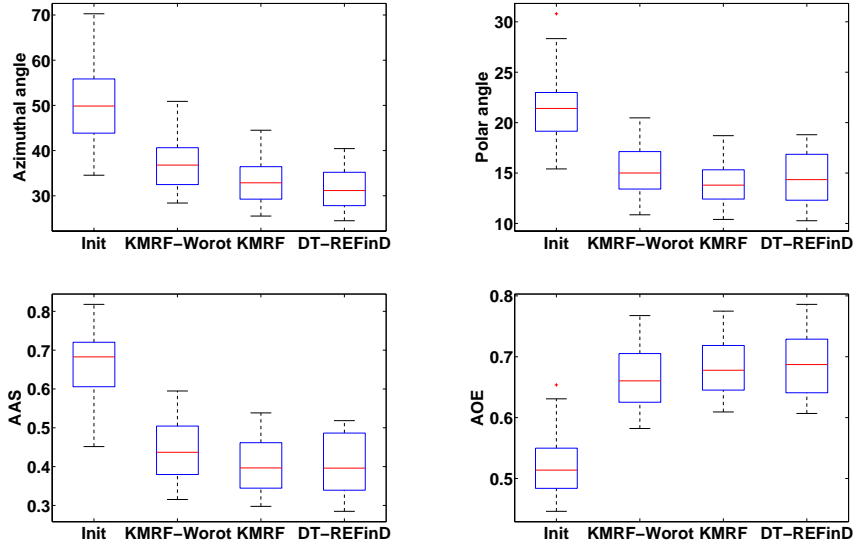 Azimuthal angle
70
60
50
40
30
Init KMRF−Worot KMRF DT−REFinD
Polar angle
30
25
20
15
10
Init KMRF−Worot KMRF DT−REFinD
AAS
0.8
0.7
0.6
0.5
0.4
0.3
Init KMRF−Worot KMRF DT−REFinD
AOE
0.8
0.7
0.6
0.5
Init KMRF−Worot KMRF DT−REFinD